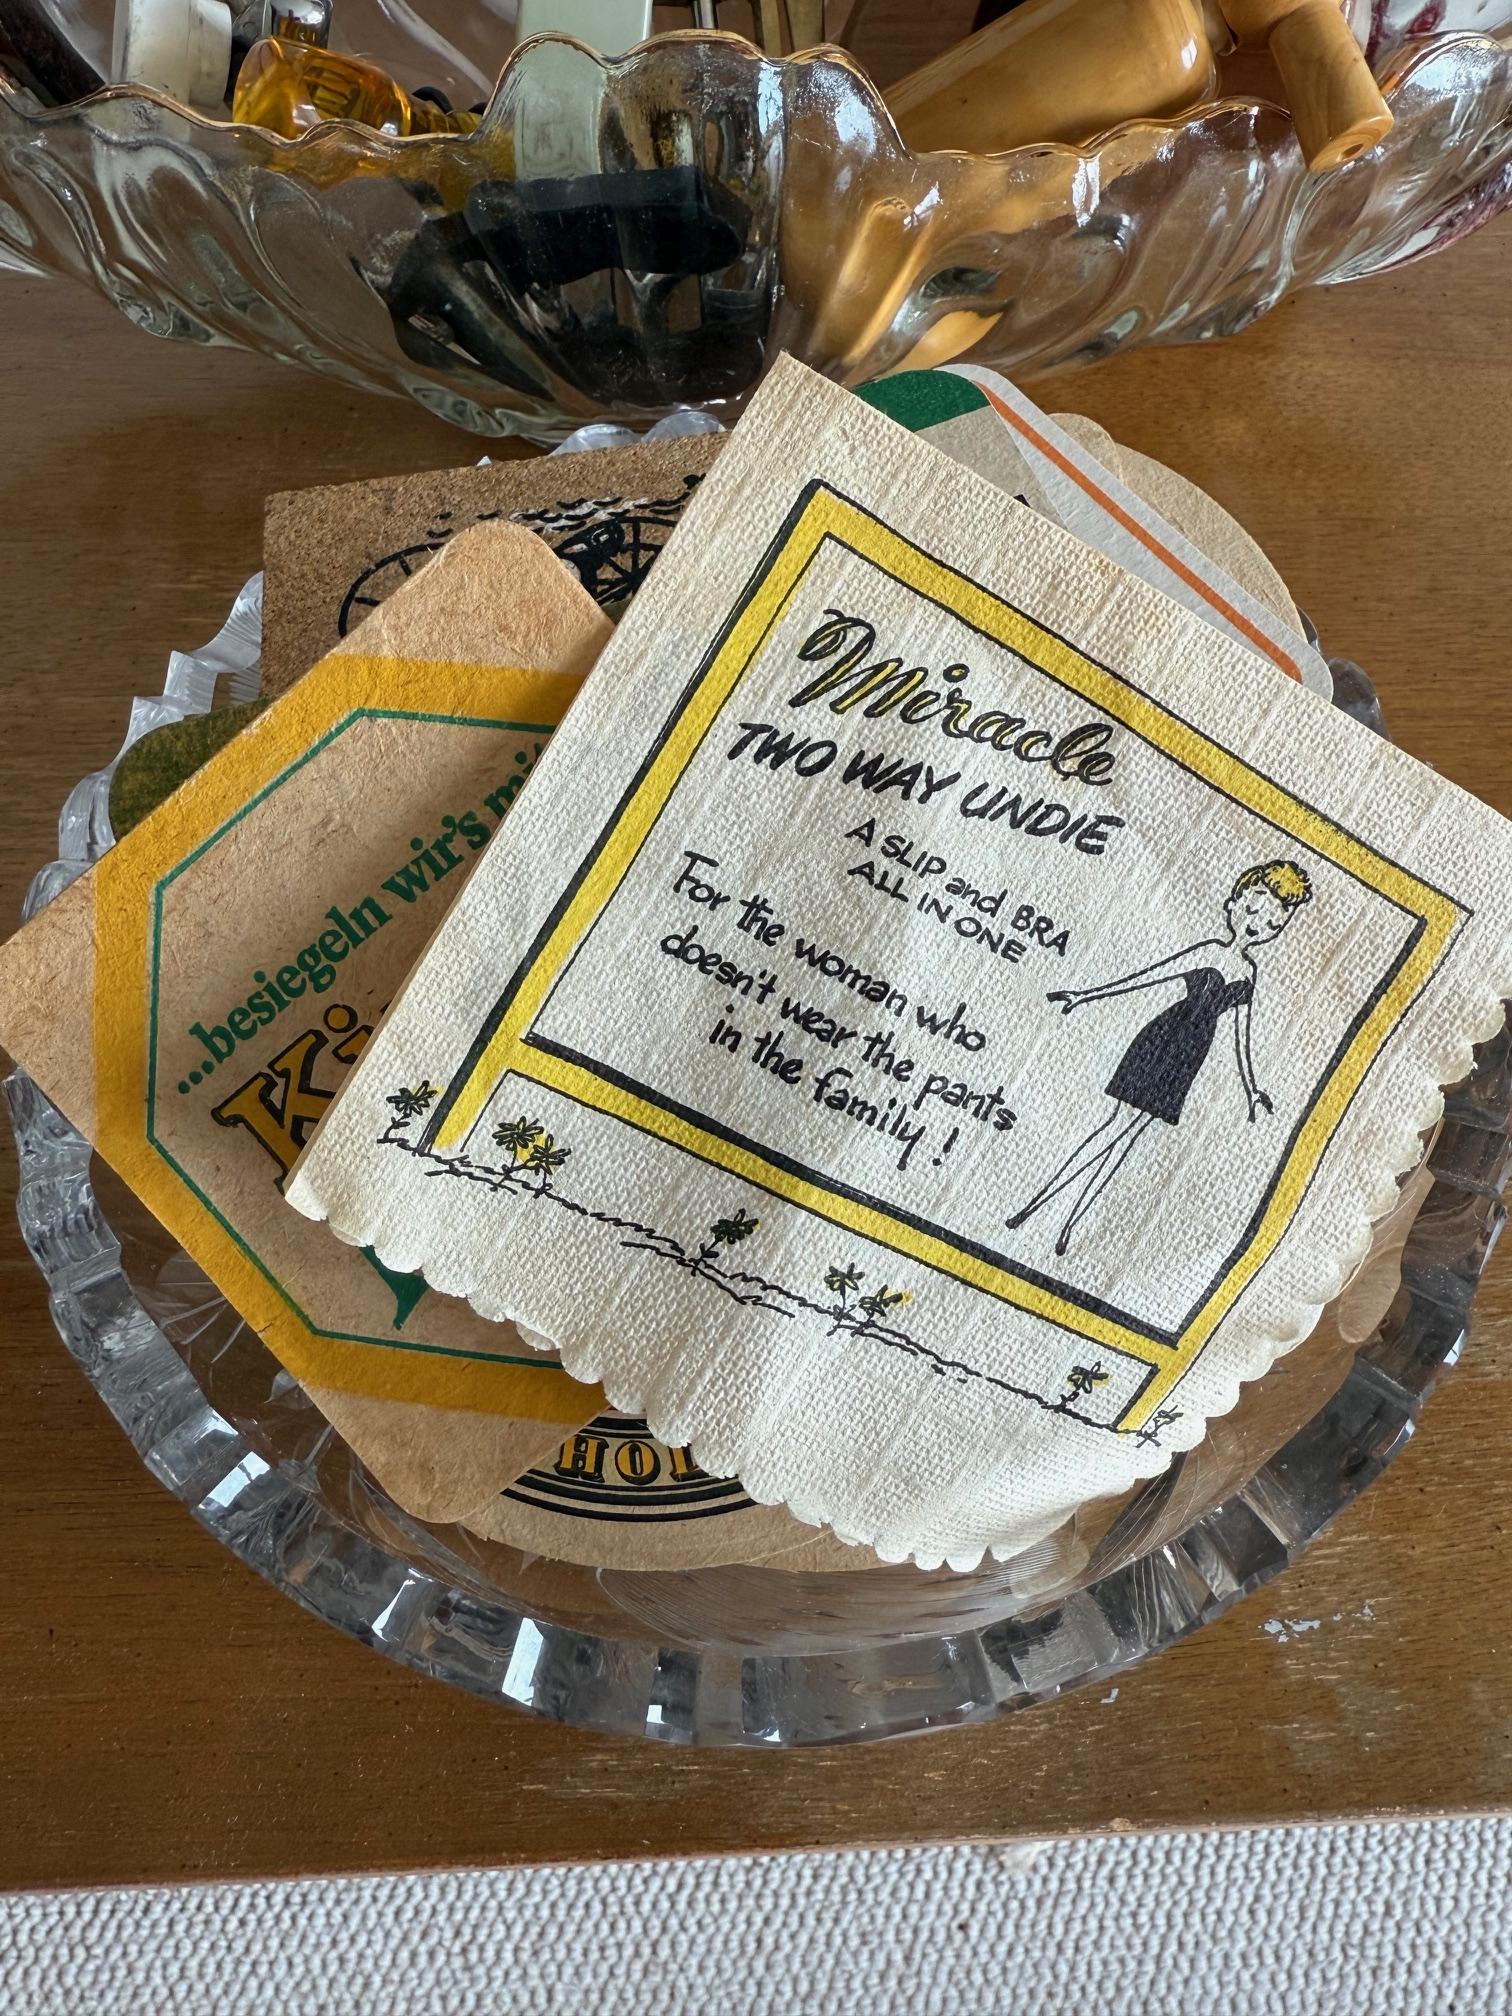 Miracle
TWO WAY UNDIE
A SLIP and BRA
ALL IN ONE
For the woman who
doesn't wear the pants
in the family!
...besiegeln wir's